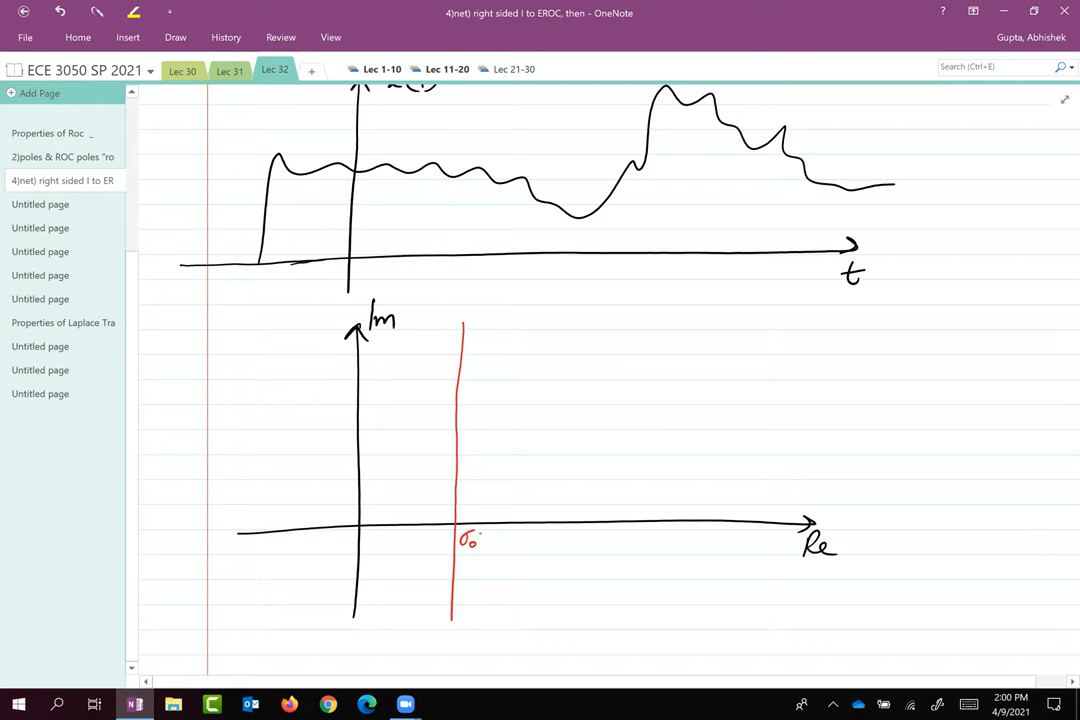 4)net) right sided I to EROC, then - OneNote
File Home Insert Draw History Review View
Gupta, Abhishek
ECE 3050 SP 2021
Lec 30 Lec 31 Lec 32 Lec 1-10 Lec 11-20 Lec 21-30
Search (Ctrl+E)
Add Page
Properties of Roc _
2)poles & ROC poles "ro
4)net) right sided I to ER
Untitled page
Untitled page
Untitled page
Untitled page
Untitled page
Properties of Laplace Tra
Untitled page
Untitled page
Untitled page
t
Im
σ₀
Re
2:00 PM
4/9/2021